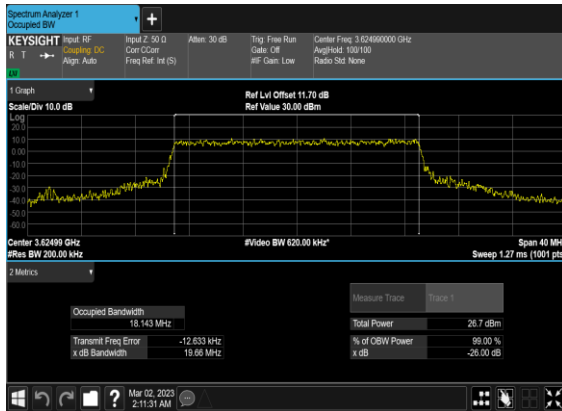 Spectrum Analyzer 1
Occupied BW
KEYSIGHT Input: RF Input Z: 50 Ω Atten: 30 dB Trig: Free Run Center Freq: 3.624990000 GHz
R T Coupling: DC Corr CCorr Gate: Off Avg|Hold: 100/100
Align: Auto Freq Ref: Int (S) #IF Gain: Low Radio Std: None
1 Graph
Ref Lvl Offset 11.70 dB
Scale/Div 10.0 dB Ref Value 30.00 dBm
Log
20.0
10.0
0.00
-10.0
-20.0
-30.0
-40.0
-50.0
-60.0
Center 3.62499 GHz #Video BW 620.00 kHz* Span 40 MH
#Res BW 200.00 kHz Sweep 1.27 ms (1001 pts
2 Metrics
Measure Trace Trace 1
Occupied Bandwidth
18.143 MHz Total Power 26.7 dBm
Transmit Freq Error -12.633 kHz % of OBW Power 99.00 %
x dB Bandwidth 19.66 MHz x dB -26.00 dB
Mar 02, 2023
2:11:31 AM